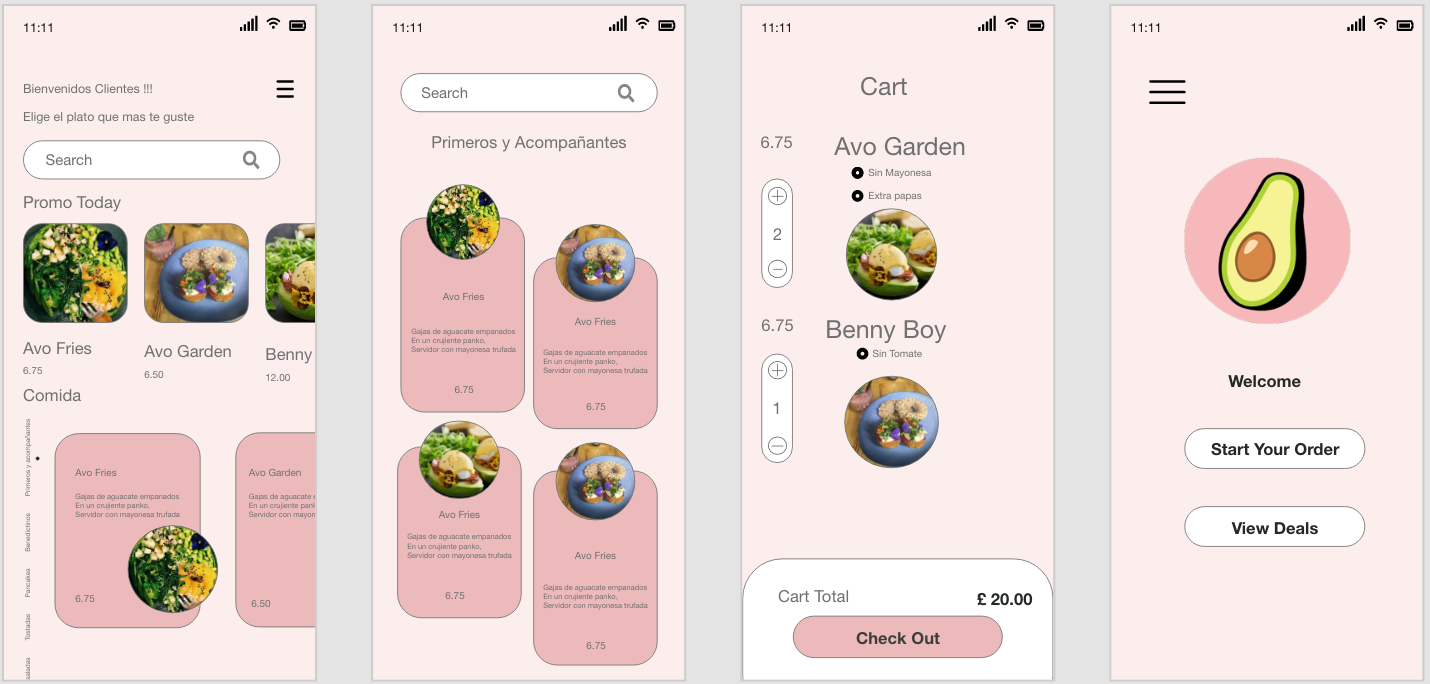 11:11
Bienvenidos Clientes !!!
Elige el plato que mas te guste
Search
Promo Today
Avo Fries
6.75
Avo Garden
6.50
Benny
12.00
Comida
Primeros y acompañantes
Benedictinos
Pancakes
Tostadas
saladas
Avo Fries
Gajas de aguacate empanados
En un crujiente panko,
Servidor con mayonesa trufada
6.75
Avo Garden
Gajas de aguacate
En un crujiente pank
Servidor con mayon
6.50
11:11
Search
Primeros y Acompañantes
Avo Fries
Gajas de aguacate empanados
En un crujiente panko,
Servidor con mayonesa trufada
6.75
Avo Fries
Gajas de aguacate empanados
En un crujiente panko,
Servidor con mayonesa trufada
6.75
Avo Fries
Gajas de aguacate empanados
En un crujiente panko,
Servidor con mayonesa trufada
6.75
Avo Fries
Gajas de aguacate empanados
En un crujiente panko,
Servidor con mayonesa trufada
6.75
11:11
Cart
6.75
Avo Garden
Sin Mayonesa
Extra papas
2
6.75
Benny Boy
Sin Tomate
1
Cart Total
£ 20.00
Check Out
11:11
Welcome
Start Your Order
View Deals